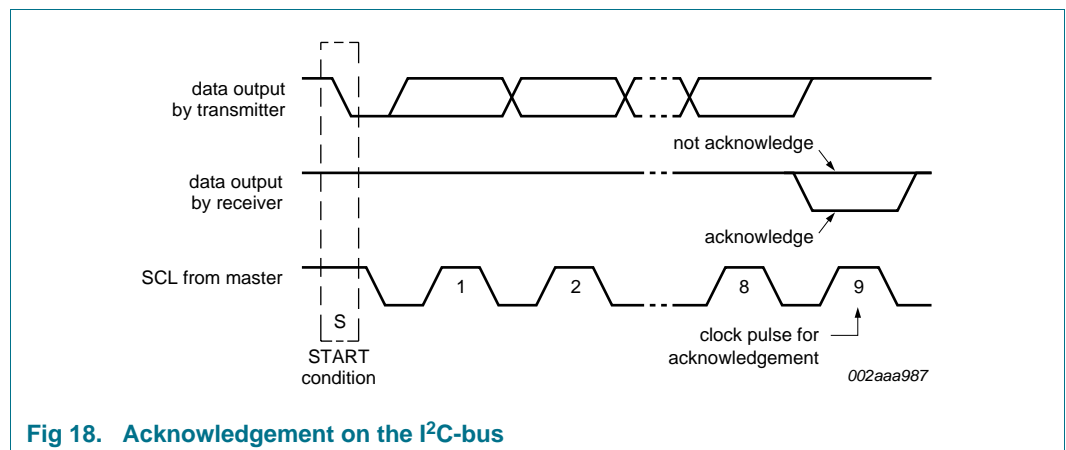 data output
by transmitter
not acknowledge
data output
by receiver
acknowledge
SCL from master
1
2
8
9
S
START
condition
clock pulse for
acknowledgement
002aaa987
Fig 18. Acknowledgement on the I²C-bus